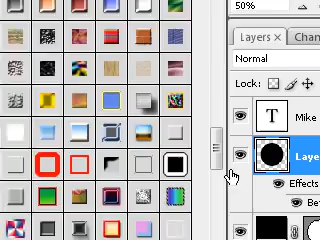 50%
Layers × Chan
Normal
Lock:
T Mike
Laye
Effects
Be